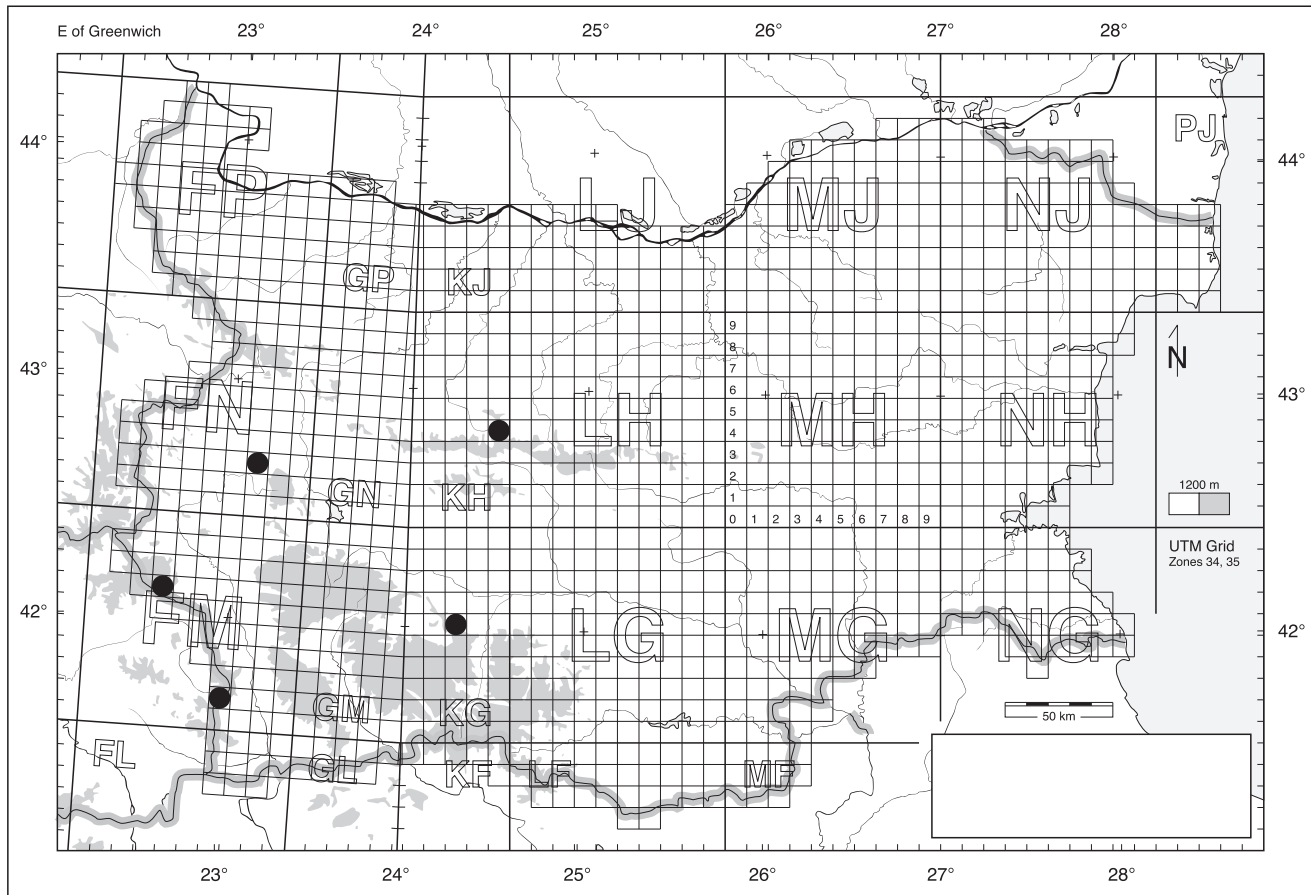 E of Greenwich 23° 24° 25° 26° 27° 28°
44° 44°
PJ
FP LJ MJ NJ
GP KJ
9
8
43° N 43°
7
6
FN LH MH NH
5
4
3
2
GN KH
1
1200 m
0 1 2 3 4 5 6 7 8 9
UTM Grid
Zones 34, 35
42° 42°
FM LG MG NG
GM KG
50 km
FL GL KF LF MF
23° 24° 25° 26° 27° 28°